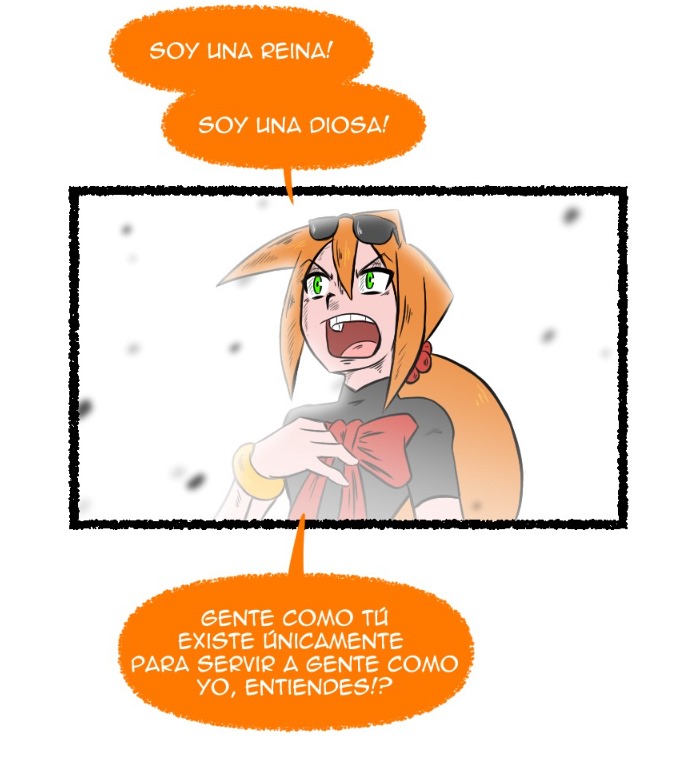 SOY UNA REINA!
SOY UNA DIOSA!
GENTE COMO TÚ
EXISTE ÚNICAMENTE
PARA SERVIR A GENTE COMO
YO, ENTIENDES!?